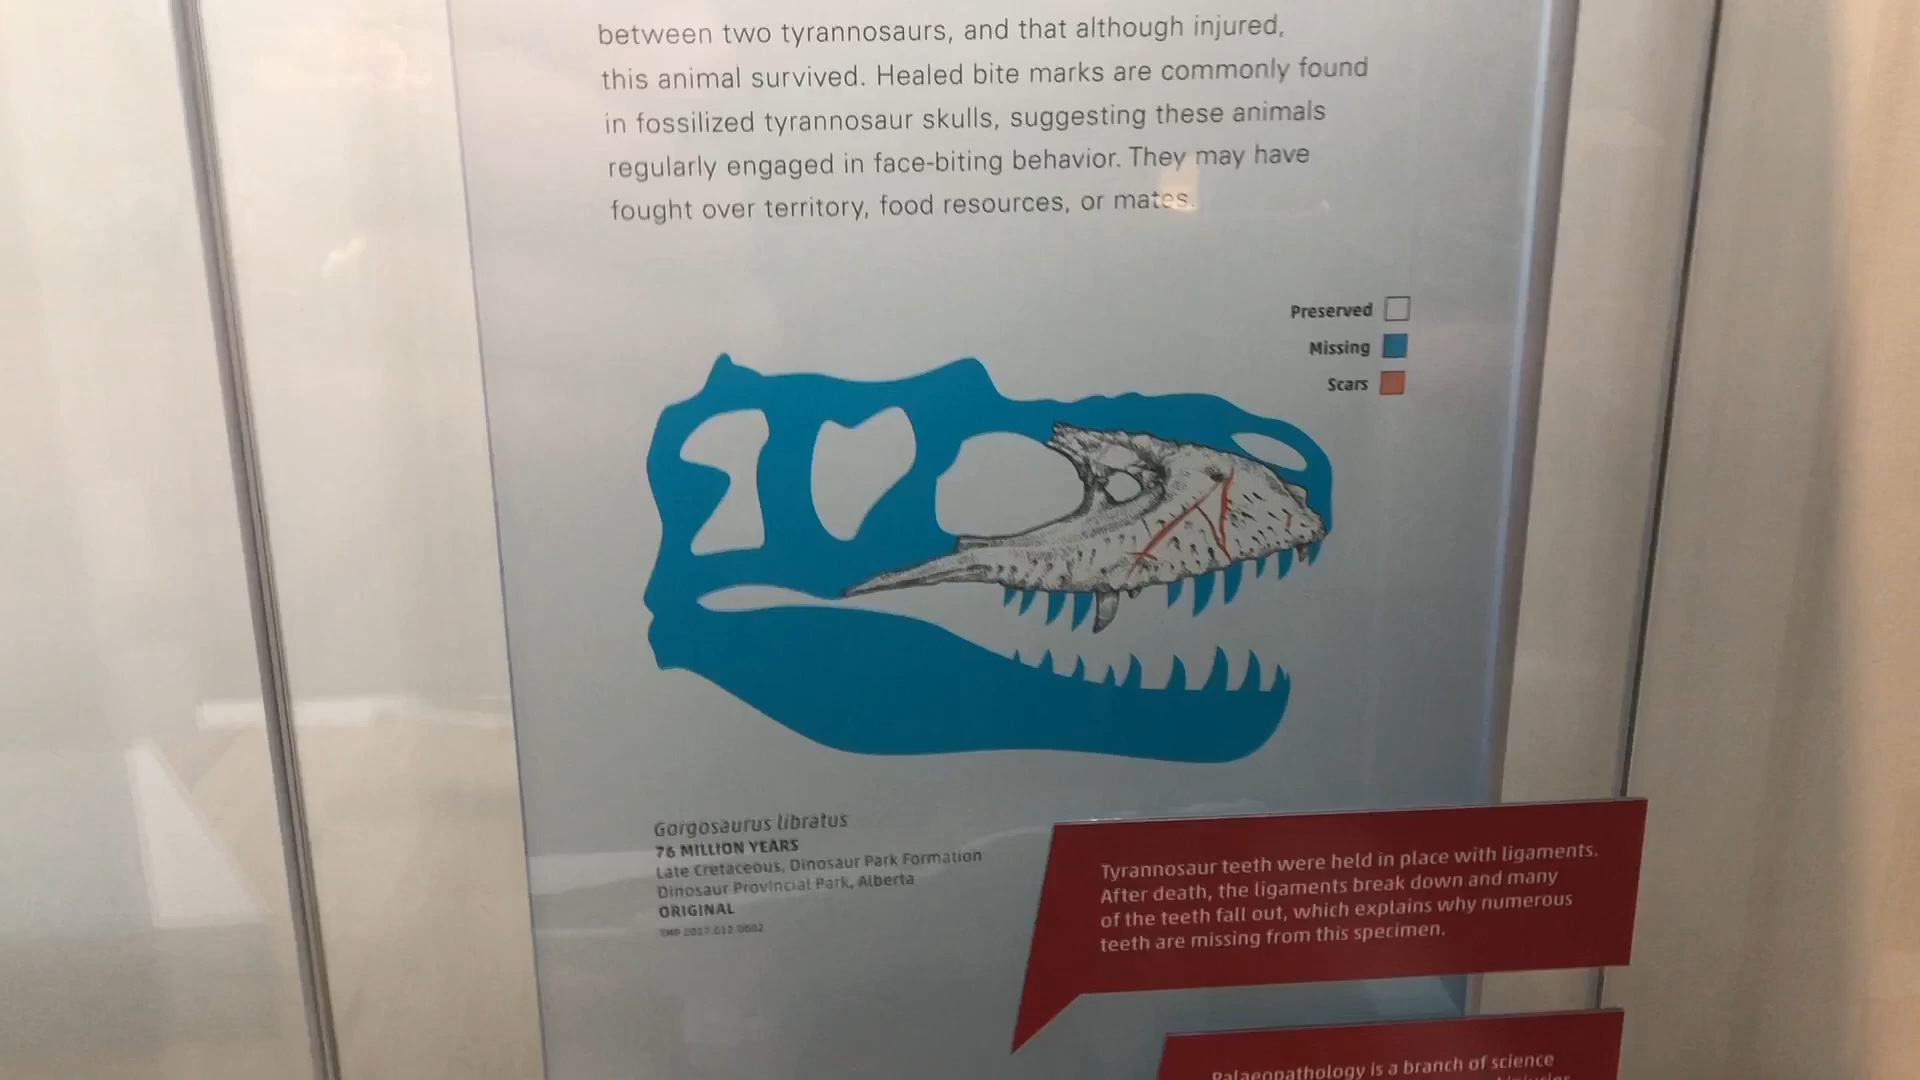 between two tyrannosaurs, and that although injured,
this animal survived. Healed bite marks are commonly found
in fossilized tyrannosaur skulls, suggesting these animals
regularly engaged in face-biting behavior. They may have
fought over territory, food resources, or mates.
Preserved
Missing
Scars
Gorgosaurus libratus
76 MILLION YEARS
Late Cretaceous, Dinosaur Park Formation
Dinosaur Provincial Park, Alberta
ORIGINAL
TMP 2017.012.0002
Tyrannosaur teeth were held in place with ligaments.
After death, the ligaments break down and many
of the teeth fall out, which explains why numerous
teeth are missing from this specimen.
Palaeopathology is a branch of science